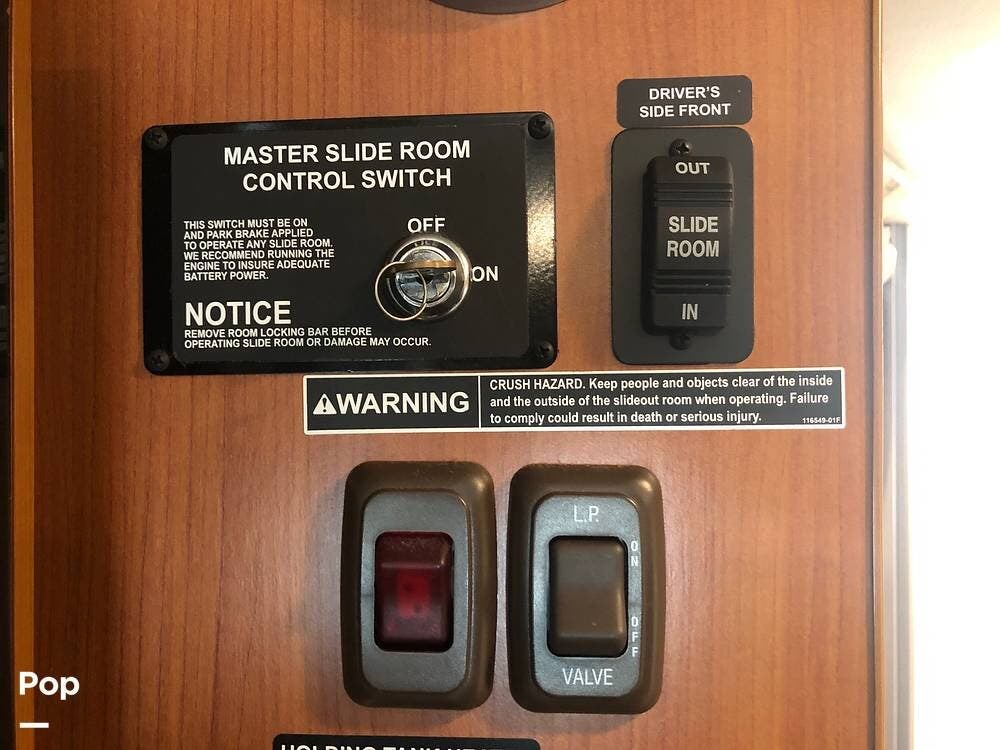 DRIVER'S
SIDE FRONT
MASTER SLIDE ROOM
CONTROL SWITCH
THIS SWITCH MUST BE ON
AND PARK BRAKE APPLIED
TO OPERATE ANY SLIDE ROOM.
WE RECOMMEND RUNNING THE
ENGINE TO INSURE ADEQUATE
BATTERY POWER.
OFF
ON
NOTICE
REMOVE ROOM LOCKING BAR BEFORE
OPERATING SLIDE ROOM OR DAMAGE MAY OCCUR.
OUT
SLIDE
ROOM
IN
WARNING
CRUSH HAZARD. Keep people and objects clear of the inside
and the outside of the slideout room when operating. Failure
to comply could result in death or serious injury.
116549-01F
L.P.
ON
OFF
VALVE
Pop
HOLDING TANK